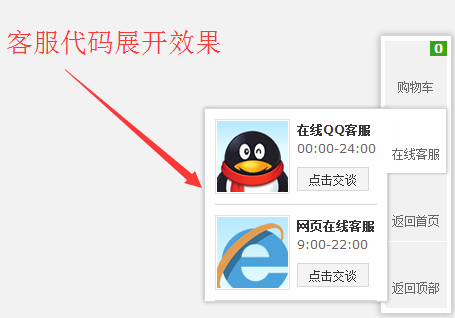 客服代码展开效果
0
购物车
在线QQ客服
00:00-24:00
点击交谈
在线客服
网页在线客服
9:00-22:00
点击交谈
返回首页
返回顶部